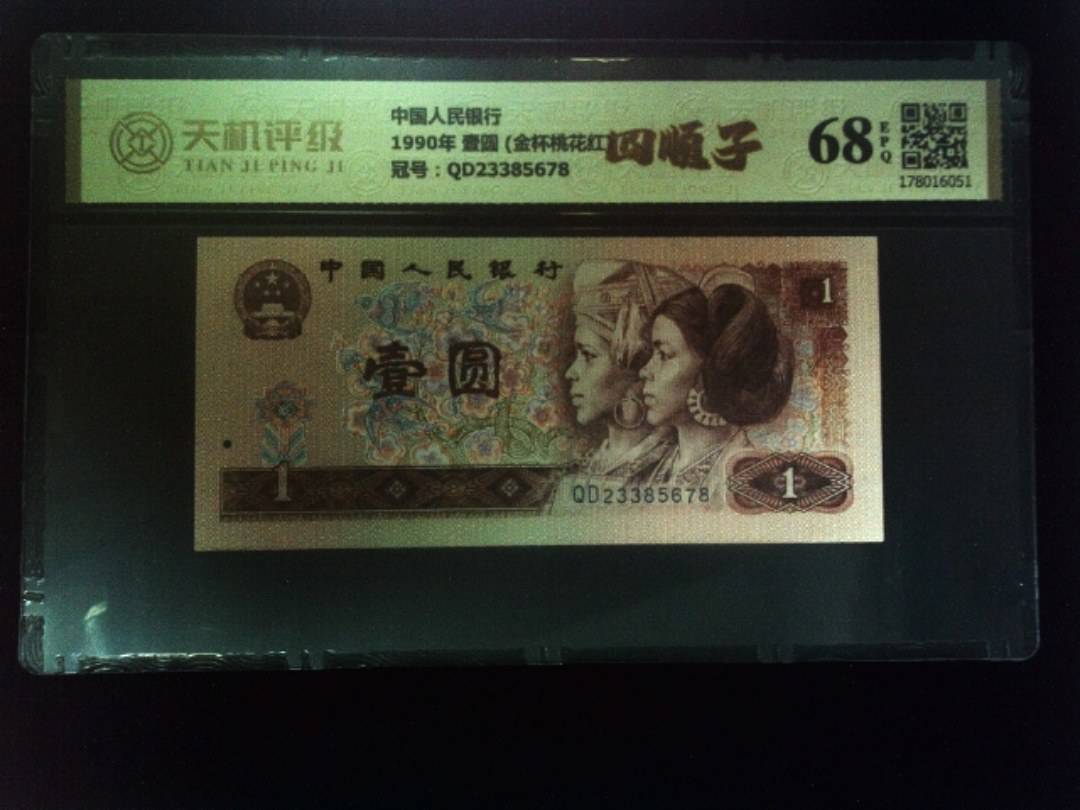 天机评级
TIAN JI PING JI
中国人民银行
1990年 壹圆 (金杯桃花红
冠号：QD23385678
四顺子
68
EPQ
178016051
中國人民银行
1
壹圆
1
QD23385678
1